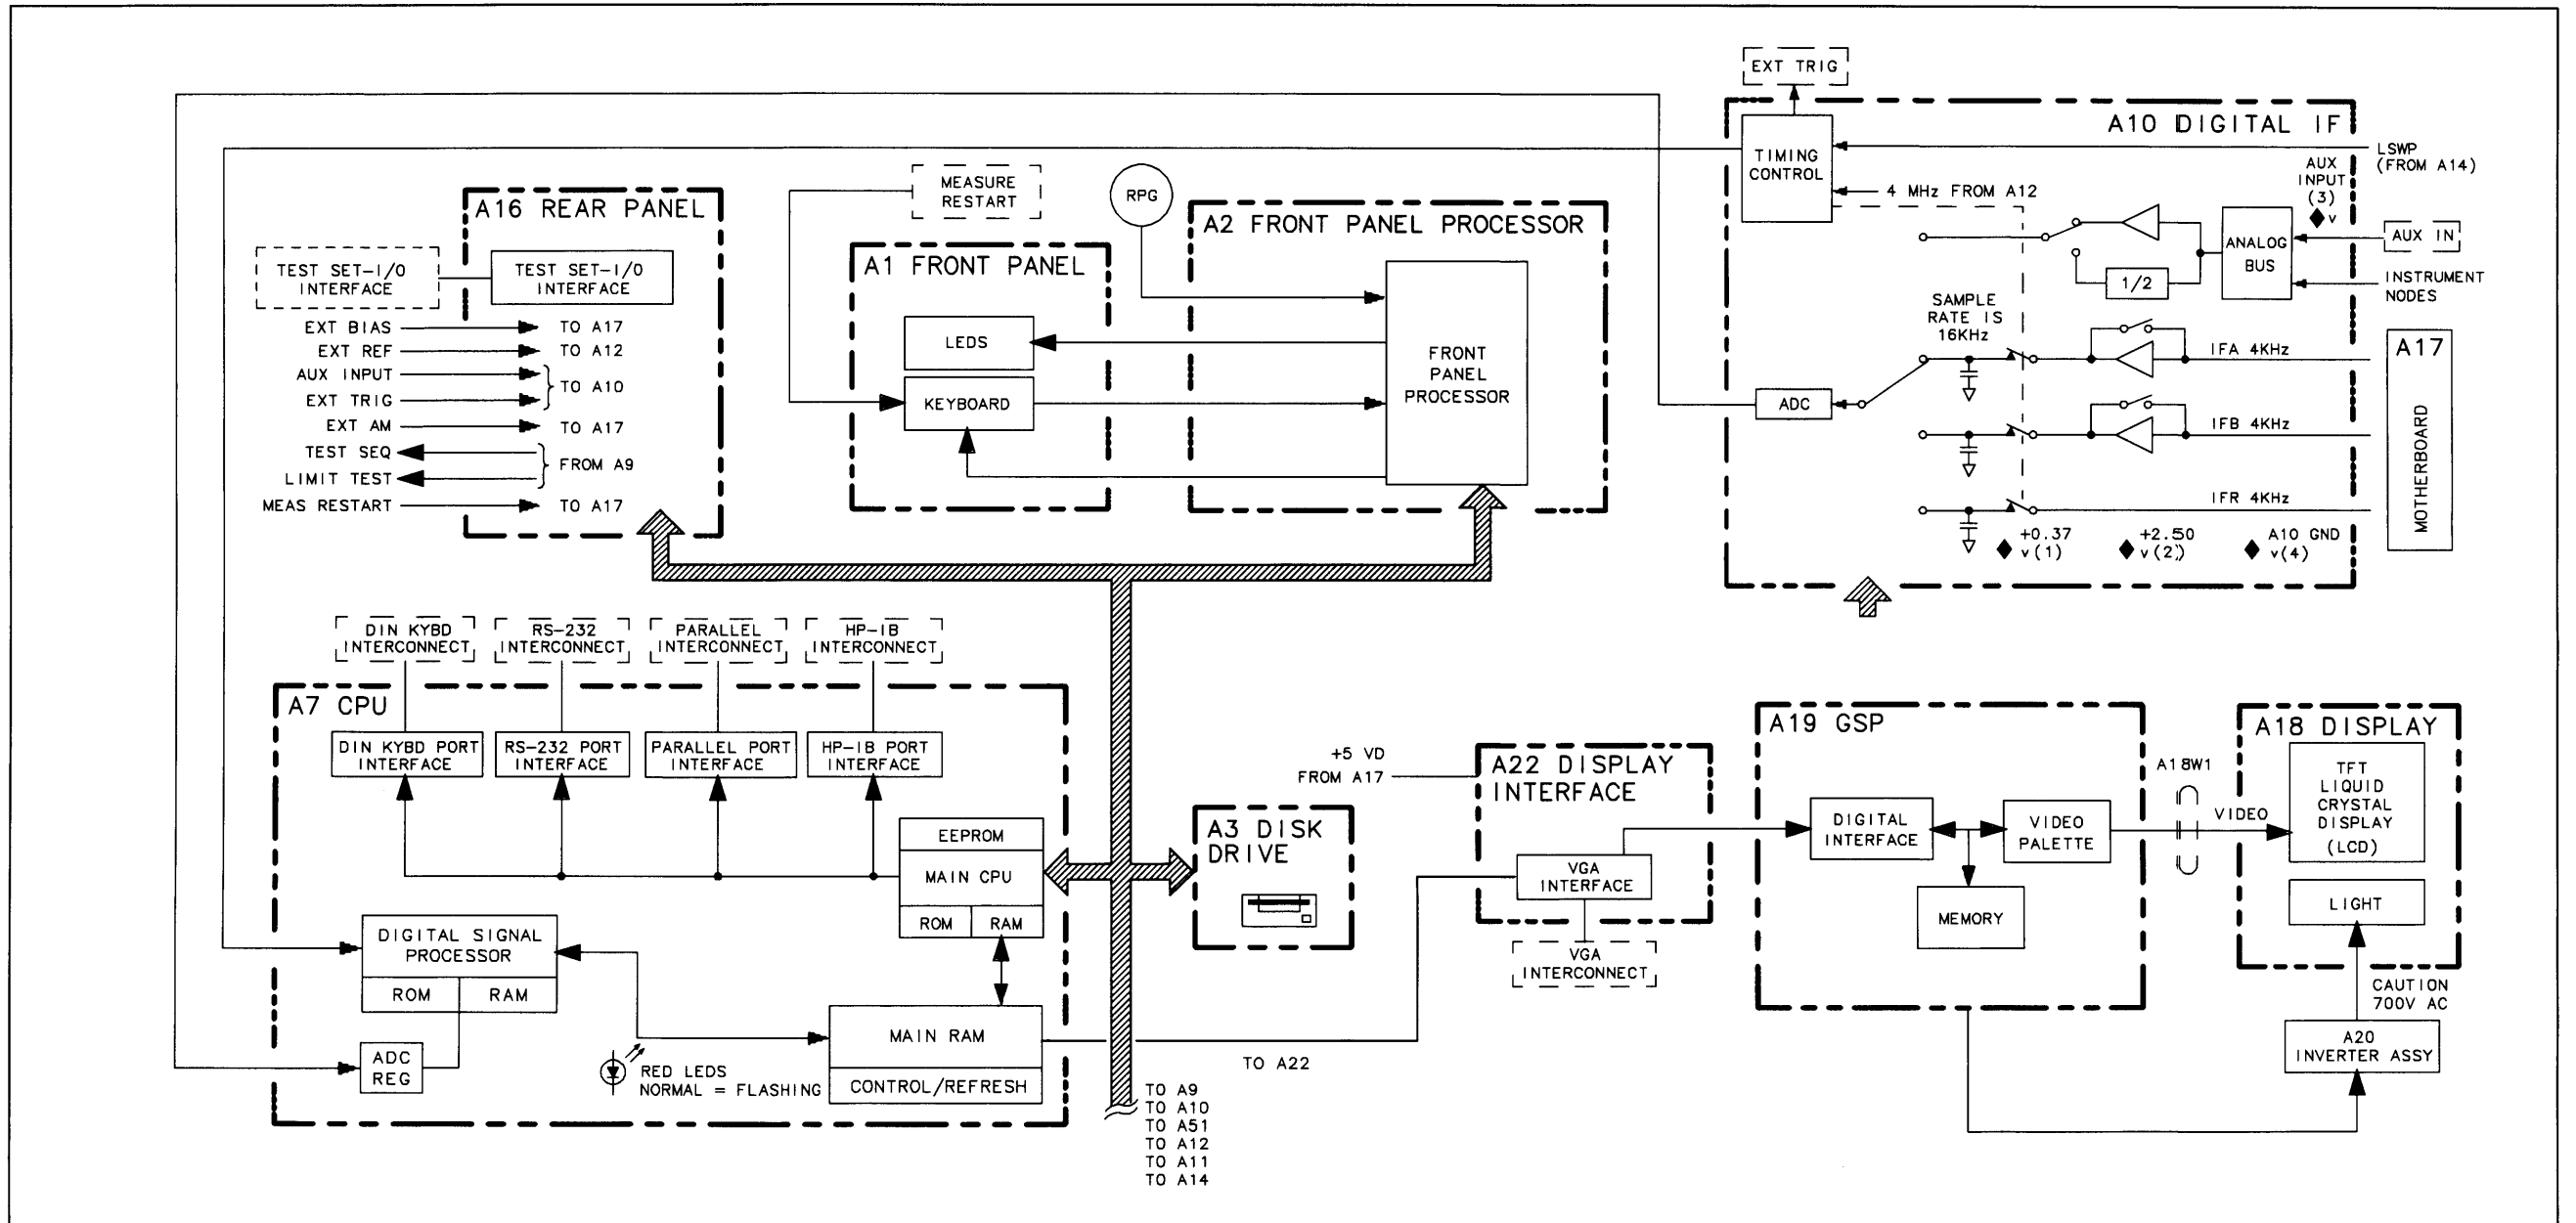 EXT TRIG
A10 DIGITAL IF
TIMING
CONTROL
LSWP
(FROM A14)
4 MHz FROM A12
AUX
INPUT
(3)
v
ANALOG
BUS
AUX IN
1/2
INSTRUMENT
NODES
SAMPLE
RATE IS
16KHz
IFA 4KHz
IFB 4KHz
IFR 4KHz
ADC
+0.37
v(1)
+2.50
v(2)
A10 GND
v(4)
A17
MOTHERBOARD
A16 REAR PANEL
TEST SET-I/O
INTERFACE
TEST SET-I/O
INTERFACE
EXT BIAS
TO A17
EXT REF
TO A12
AUX INPUT
EXT TRIG
TO A10
EXT AM
TO A17
TEST SEQ
LIMIT TEST
FROM A9
MEAS RESTART
TO A17
MEASURE
RESTART
RPG
A1 FRONT PANEL
LEDS
KEYBOARD
A2 FRONT PANEL PROCESSOR
FRONT
PANEL
PROCESSOR
DIN KYBD
INTERCONNECT
RS-232
INTERCONNECT
PARALLEL
INTERCONNECT
HP-IB
INTERCONNECT
A7 CPU
DIN KYBD PORT
INTERFACE
RS-232 PORT
INTERFACE
PARALLEL PORT
INTERFACE
HP-IB PORT
INTERFACE
EEPROM
MAIN CPU
ROM
RAM
DIGITAL SIGNAL
PROCESSOR
ROM
RAM
ADC
REG
RED LEDS
NORMAL = FLASHING
MAIN RAM
CONTROL/REFRESH
A3 DISK
DRIVE
TO A22
TO A9
TO A10
TO A51
TO A12
TO A11
TO A14
+5 VD
FROM A17
A22 DISPLAY
INTERFACE
VGA
INTERFACE
VGA
INTERCONNECT
A19 GSP
DIGITAL
INTERFACE
VIDEO
PALETTE
MEMORY
A18W1
VIDEO
A18 DISPLAY
TFT
LIQUID
CRYSTAL
DISPLAY
(LCD)
LIGHT
CAUTION
700V AC
A20
INVERTER ASSY